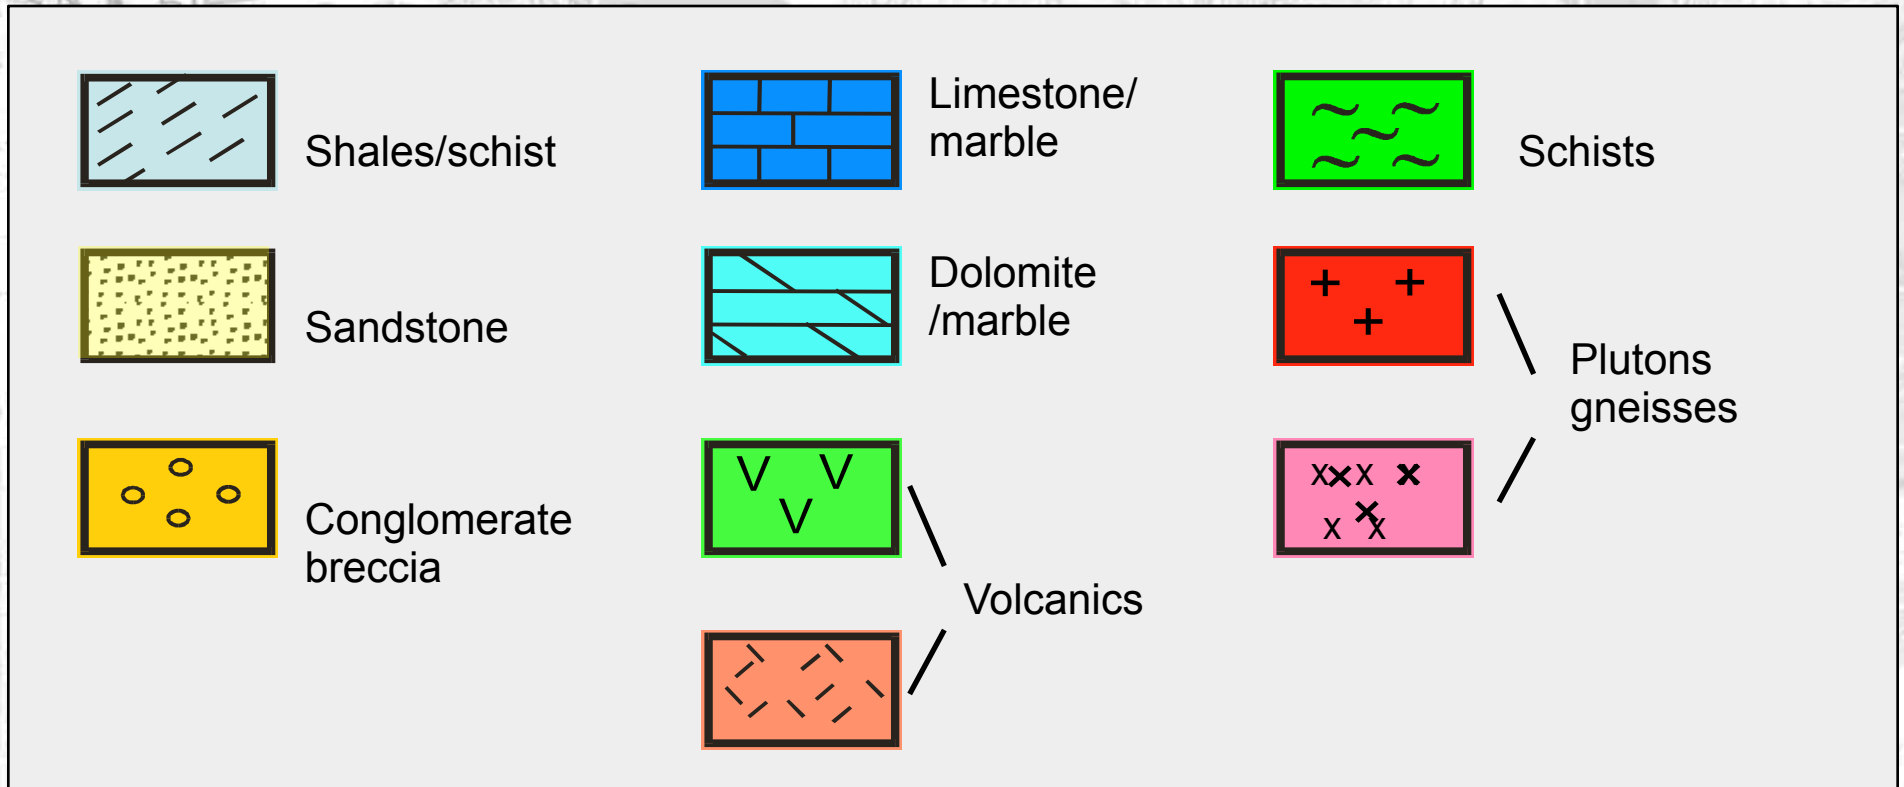 Shales/schist
Sandstone
Conglomerate
breccia
Limestone/
marble
Dolomite
/marble
V V
V
Volcanics
Schists
+ +
+
x x x x
x
x x
Plutons
gneisses